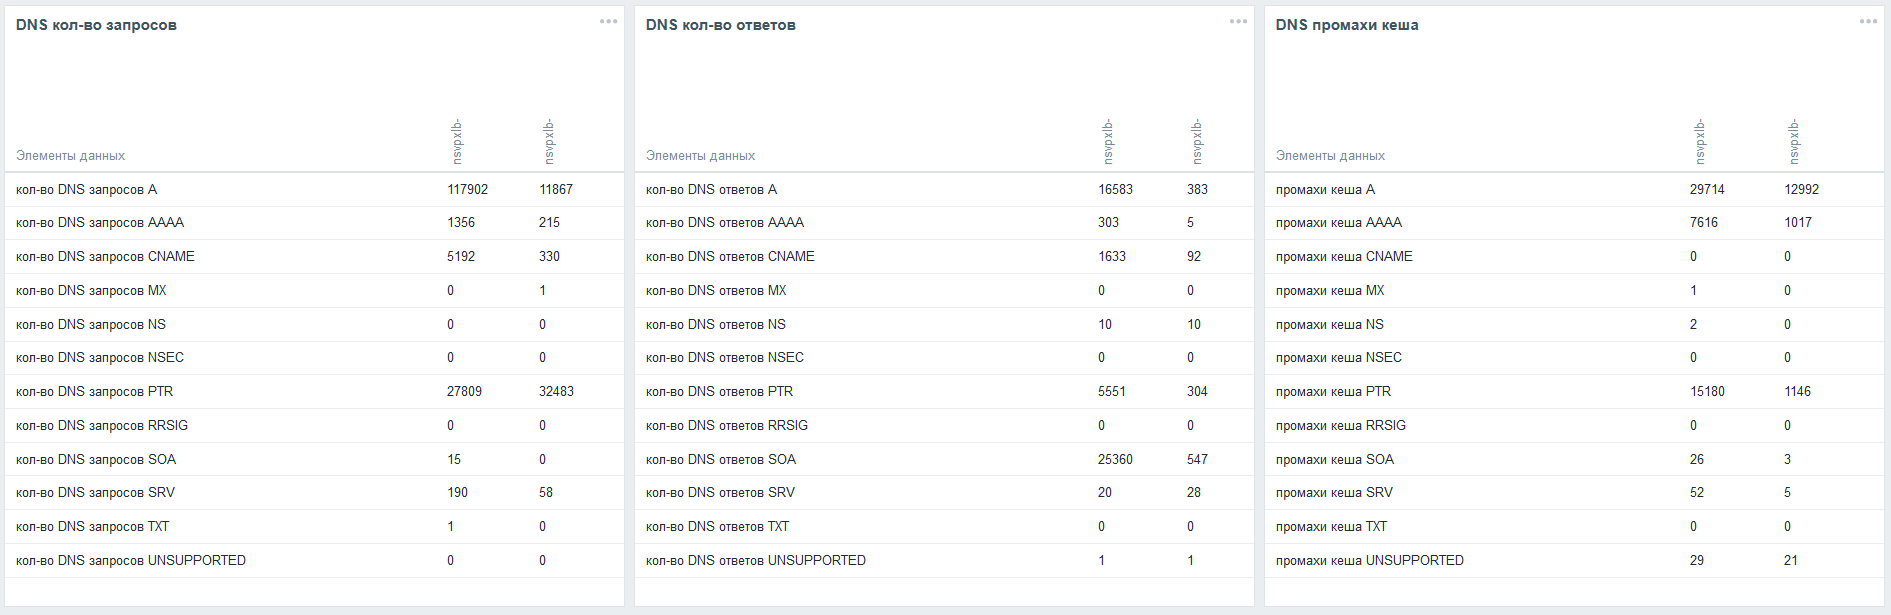 DNS кол-во запросов
nsvpxlb- nsvpxlb-
Элементы данных
кол-во DNS запросов A 117902 11867
кол-во DNS запросов AAAA 1356 215
кол-во DNS запросов CNAME 5192 330
кол-во DNS запросов MX 0 1
кол-во DNS запросов NS 0 0
кол-во DNS запросов NSEC 0 0
кол-во DNS запросов PTR 27809 32483
кол-во DNS запросов RRSIG 0 0
кол-во DNS запросов SOA 15 0
кол-во DNS запросов SRV 190 58
кол-во DNS запросов TXT 1 0
кол-во DNS запросов UNSUPPORTED 0 0
DNS кол-во ответов
nsvpxlb- nsvpxlb-
Элементы данных
кол-во DNS ответов A 16583 383
кол-во DNS ответов AAAA 303 5
кол-во DNS ответов CNAME 1633 92
кол-во DNS ответов MX 0 0
кол-во DNS ответов NS 10 10
кол-во DNS ответов NSEC 0 0
кол-во DNS ответов PTR 5551 304
кол-во DNS ответов RRSIG 0 0
кол-во DNS ответов SOA 25360 547
кол-во DNS ответов SRV 20 28
кол-во DNS ответов TXT 0 0
кол-во DNS ответов UNSUPPORTED 1 1
DNS промахи кеша
nsvpxlb- nsvpxlb-
Элементы данных
промахи кеша A 29714 12992
промахи кеша AAAA 7616 1017
промахи кеша CNAME 0 0
промахи кеша MX 1 0
промахи кеша NS 2 0
промахи кеша NSEC 0 0
промахи кеша PTR 15180 1146
промахи кеша RRSIG 0 0
промахи кеша SOA 26 3
промахи кеша SRV 52 5
промахи кеша TXT 0 0
промахи кеша UNSUPPORTED 29 21